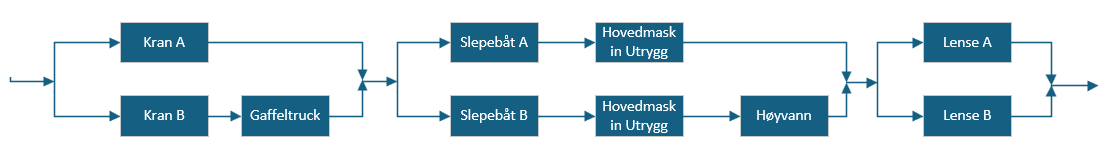 Kran A
Slepebåt A
Hovedmask
in Utrygg
Lense A
Kran B
Gaffeltruck
Slepebåt B
Hovedmask
in Utrygg
Høyvann
Lense B